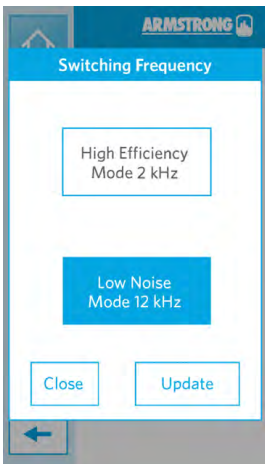 ARMSTRONG
Switching Frequency
High Efficiency
Mode 2 kHz
Low Noise
Mode 12 kHz
Close
Update